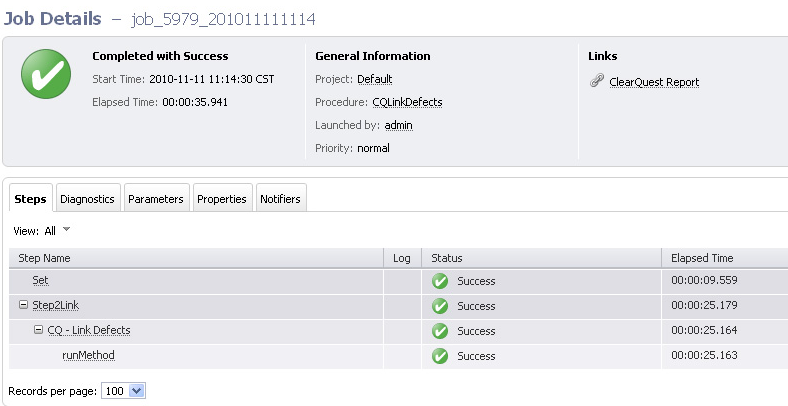 Job Details – job_5979_201011111114
Completed with Success
Start Time: 2010-11-11 11:14:30 CST
Elapsed Time: 00:00:35.941
General Information
Project: Default
Procedure: CQLinkDefects
Launched by: admin
Priority: normal
Links
ClearQuest Report
Steps Diagnostics Parameters Properties Notifiers
View: All
Step Name Log Status Elapsed Time
Set Success 00:00:09.559
Step2Link Success 00:00:25.179
CQ - Link Defects Success 00:00:25.164
runMethod Success 00:00:25.163
Records per page: 100